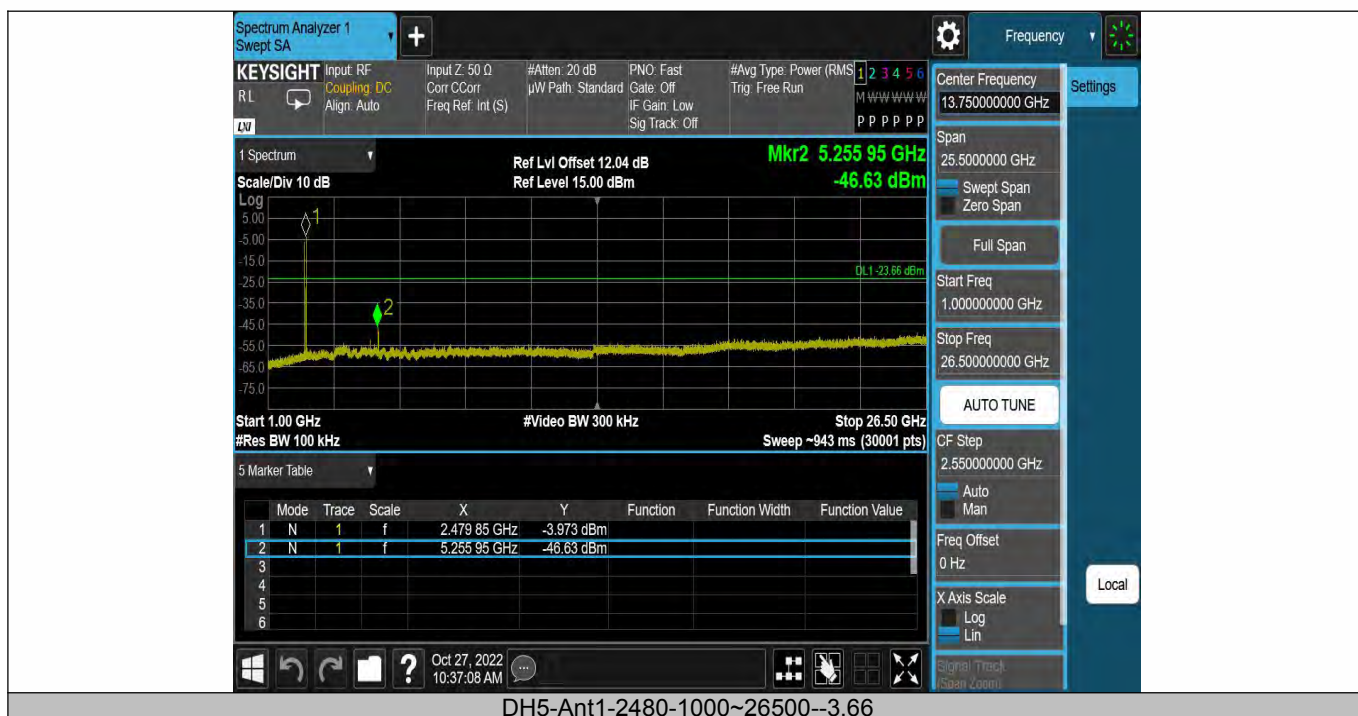 Spectrum Analyzer 1
Swept SA
+
Frequency
KEYSIGHT
Input: RF
Input Z: 50 Ω
#Atten: 20 dB
PNO: Fast
#Avg Type: Power (RMS
1 2 3 4 5 6
R L
Coupling: DC
Corr CCorr
µW Path: Standard
Gate: Off
Trig: Free Run
M W W W W W
Align: Auto
Freq Ref: Int (S)
IF Gain: Low
LXI
Sig Track: Off
P P P P P P
Center Frequency
13.750000000 GHz
Settings
Span
25.5000000 GHz
Swept Span
Zero Span
Full Span
Start Freq
1.000000000 GHz
Stop Freq
26.500000000 GHz
AUTO TUNE
CF Step
2.550000000 GHz
Auto
Man
Freq Offset
0 Hz
X Axis Scale
Log
Lin
Signal Track
(Span Zoom)
Local
1 Spectrum
Ref Lvl Offset 12.04 dB
Mkr2 5.255 95 GHz
Scale/Div 10 dB
Ref Level 15.00 dBm
-46.63 dBm
Log
5.00
-5.00
-15.0
-25.0
-35.0
-45.0
-55.0
-65.0
-75.0
1
2
DL1 -23.66 dBm
Start 1.00 GHz
#Video BW 300 kHz
Stop 26.50 GHz
#Res BW 100 kHz
Sweep ~943 ms (30001 pts)
5 Marker Table
Mode Trace Scale X Y Function Function Width Function Value
1 N 1 f 2.479 85 GHz -3.973 dBm
2 N 1 f 5.255 95 GHz -46.63 dBm
3
4
5
6
?
Oct 27, 2022
10:37:08 AM
DH5-Ant1-2480-1000~26500--3.66